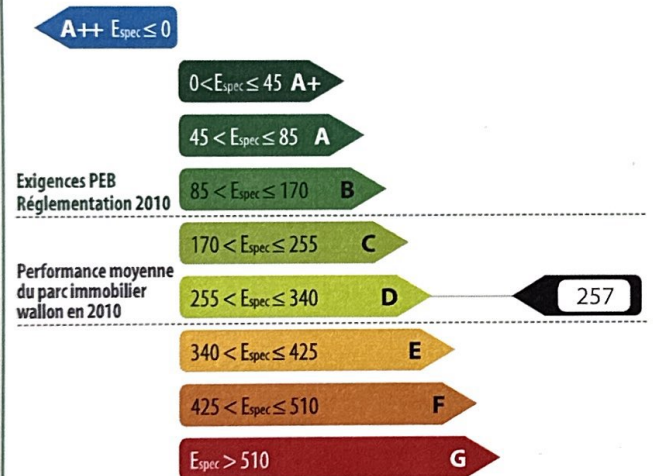 A++ Espec ≤ 0
0<Espec ≤ 45 A+
45 < Espec ≤ 85 A
Exigences PEB
Réglementation 2010
85 < Espec ≤ 170 B
170 < Espec ≤ 255 C
Performance moyenne
du parc immobilier
wallon en 2010
255 < Espec ≤ 340 D
257
340 < Espec ≤ 425 E
425 < Espec ≤ 510 F
Espec > 510 G